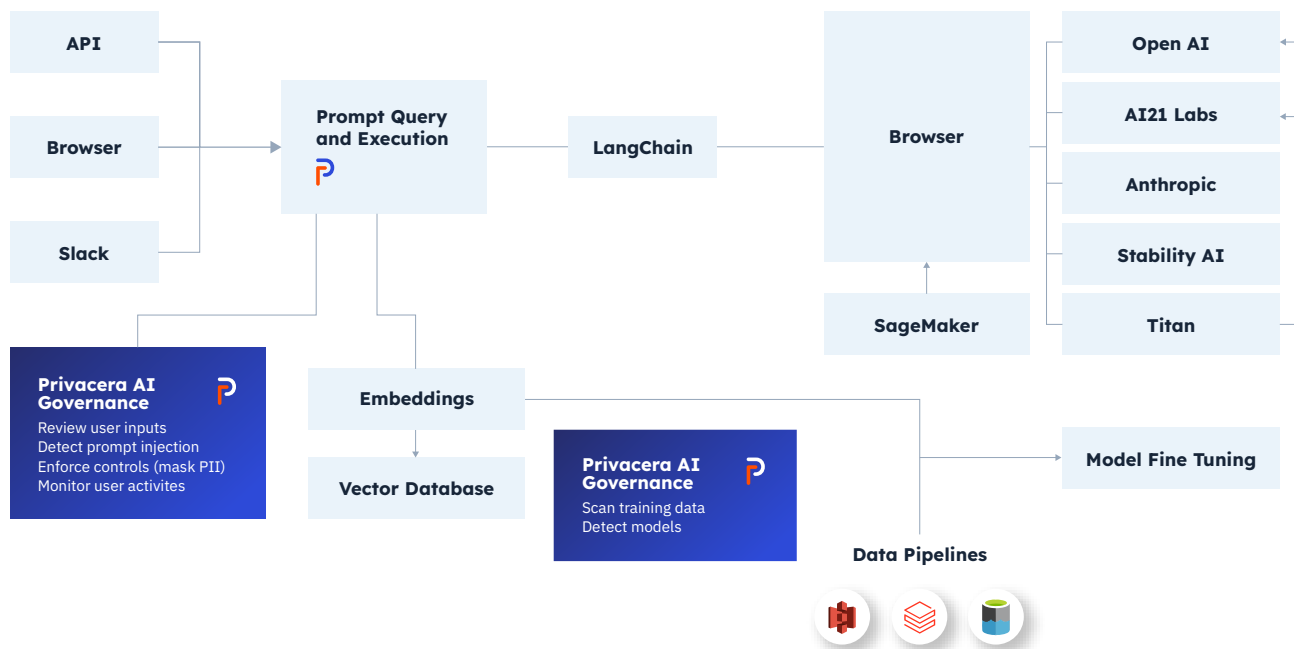 API
Browser
Slack
Prompt Query
and Execution
LangChain
Browser
SageMaker
Open AI
AI21 Labs
Anthropic
Stability AI
Titan
Privacera AI
Governance
Review user inputs
Detect prompt injection
Enforce controls (mask PII)
Monitor user activites
Embeddings
Vector Database
Privacera AI
Governance
Scan training data
Detect models
Model Fine Tuning
Data Pipelines